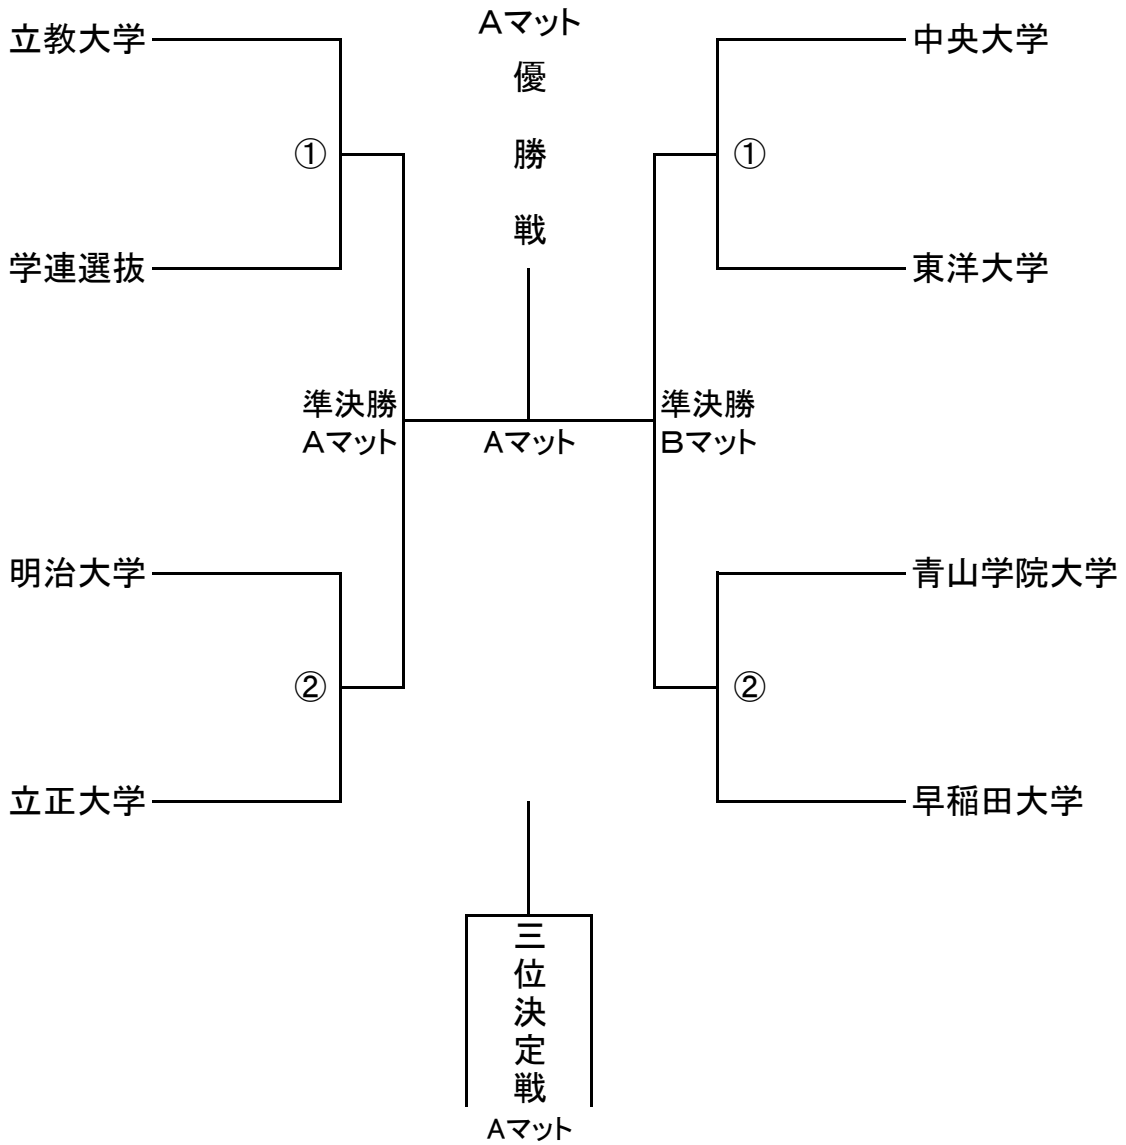 立教大学
Aマット
中央大学
優
勝
戦
①
①
学連選抜
東洋大学
準決勝
Aマット
Aマット
準決勝
Bマット
明治大学
青山学院大学
②
②
立正大学
早稲田大学
三
位
決
定
戦
Aマット